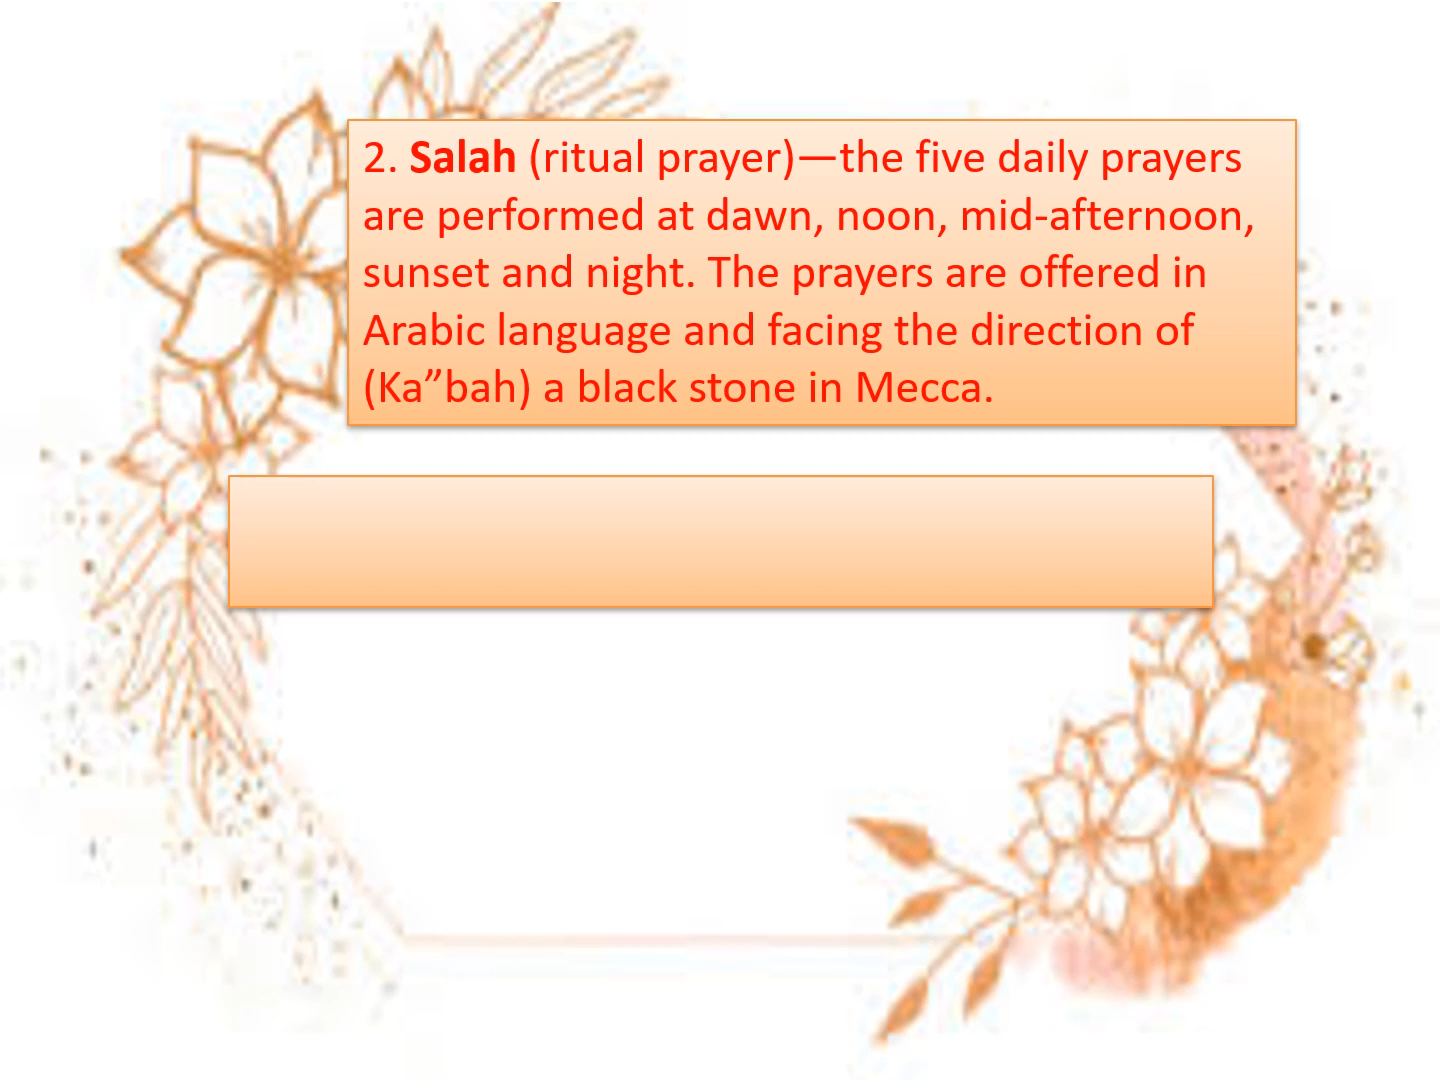 2. Salah (ritual prayer)—the five daily prayers
are performed at dawn, noon, mid-afternoon,
sunset and night. The prayers are offered in
Arabic language and facing the direction of
(Ka”bah) a black stone in Mecca.